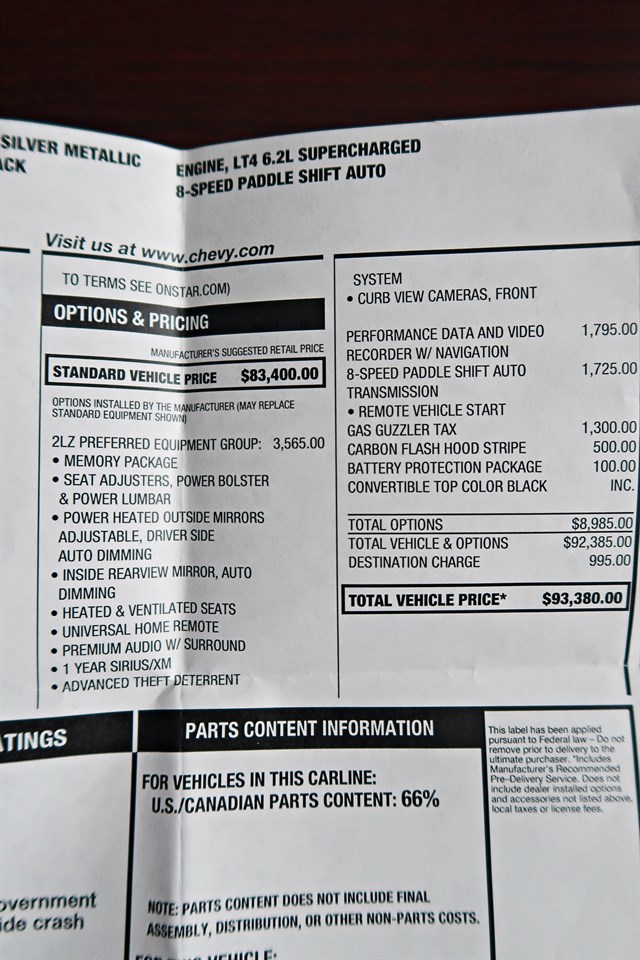 SILVER METALLIC
ACK
ENGINE, LT4 6.2L SUPERCHARGED
8-SPEED PADDLE SHIFT AUTO
Visit us at www.chevy.com
TO TERMS SEE ONSTAR.COM)
OPTIONS & PRICING
MANUFACTURER'S SUGGESTED RETAIL PRICE
STANDARD VEHICLE PRICE $83,400.00
OPTIONS INSTALLED BY THE MANUFACTURER (MAY REPLACE
STANDARD EQUIPMENT SHOWN)
2LZ PREFERRED EQUIPMENT GROUP: 3,565.00
• MEMORY PACKAGE
• SEAT ADJUSTERS, POWER BOLSTER
& POWER LUMBAR
• POWER HEATED OUTSIDE MIRRORS
ADJUSTABLE, DRIVER SIDE
AUTO DIMMING
• INSIDE REARVIEW MIRROR, AUTO
DIMMING
• HEATED & VENTILATED SEATS
• UNIVERSAL HOME REMOTE
• PREMIUM AUDIO W/ SURROUND
• 1 YEAR SIRIUS/XM
• ADVANCED THEFT DETERRENT
SYSTEM
• CURB VIEW CAMERAS, FRONT
PERFORMANCE DATA AND VIDEO 1,795.00
RECORDER W/ NAVIGATION
8-SPEED PADDLE SHIFT AUTO 1,725.00
TRANSMISSION
• REMOTE VEHICLE START
GAS GUZZLER TAX 1,300.00
CARBON FLASH HOOD STRIPE 500.00
BATTERY PROTECTION PACKAGE 100.00
CONVERTIBLE TOP COLOR BLACK INC.
TOTAL OPTIONS $8,985.00
TOTAL VEHICLE & OPTIONS $92,385.00
DESTINATION CHARGE 995.00
TOTAL VEHICLE PRICE* $93,380.00
ATINGS
overnment
ide crash
PARTS CONTENT INFORMATION
FOR VEHICLES IN THIS CARLINE:
U.S./CANADIAN PARTS CONTENT: 66%
NOTE: PARTS CONTENT DOES NOT INCLUDE FINAL
ASSEMBLY, DISTRIBUTION, OR OTHER NON-PARTS COSTS.
FOR THIS VEHICLE:
This label has been applied
pursuant to Federal law – Do not
remove prior to delivery to the
ultimate purchaser. *Includes
Manufacturer's Recommended
Pre-Delivery Service. Does not
include dealer installed options
and accessories not listed above,
local taxes or license fees.